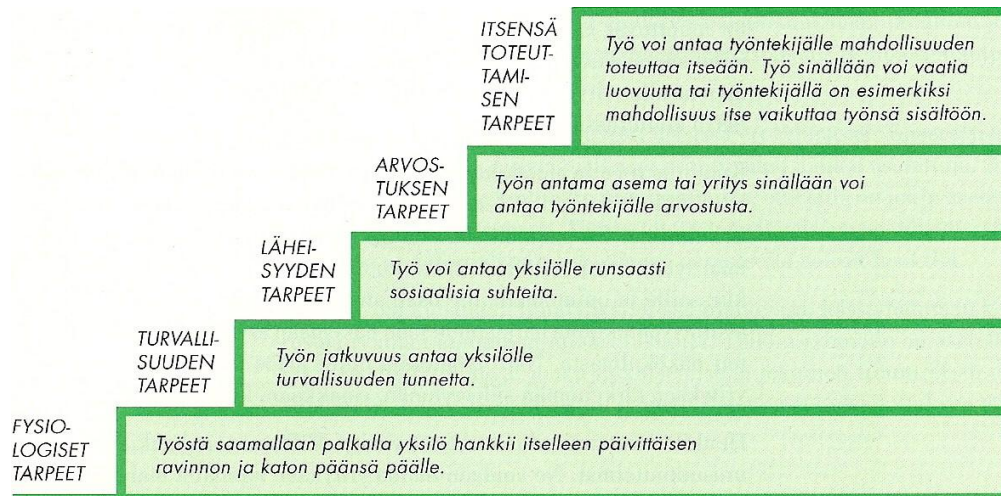 ITSENSÄ
TOTEUT-
TAMI-
SEN
TARPEET
Työ voi antaa työntekijälle mahdollisuuden
toteuttaa itseään. Työ sinällään voi vaatia
luovuutta tai työntekijällä on esimerkiksi
mahdollisuus itse vaikuttaa työnsä sisältöön.
ARVOS-
TUKSEN
TARPEET
Työn antama asema tai yritys sinällään voi
antaa työntekijälle arvostusta.
LÄHEI-
SYYDEN
TARPEET
Työ voi antaa yksilölle runsaasti
sosiaalisia suhteita.
TURVALLI-
SUUDEN
TARPEET
Työn jatkuvuus antaa yksilölle
turvallisuuden tunnetta.
FYSIO-
LOGISET
TARPEET
Työstä saamallaan palkalla yksilö hankkii itselleen päivittäisen
ravinnon ja katon päänsä päälle.